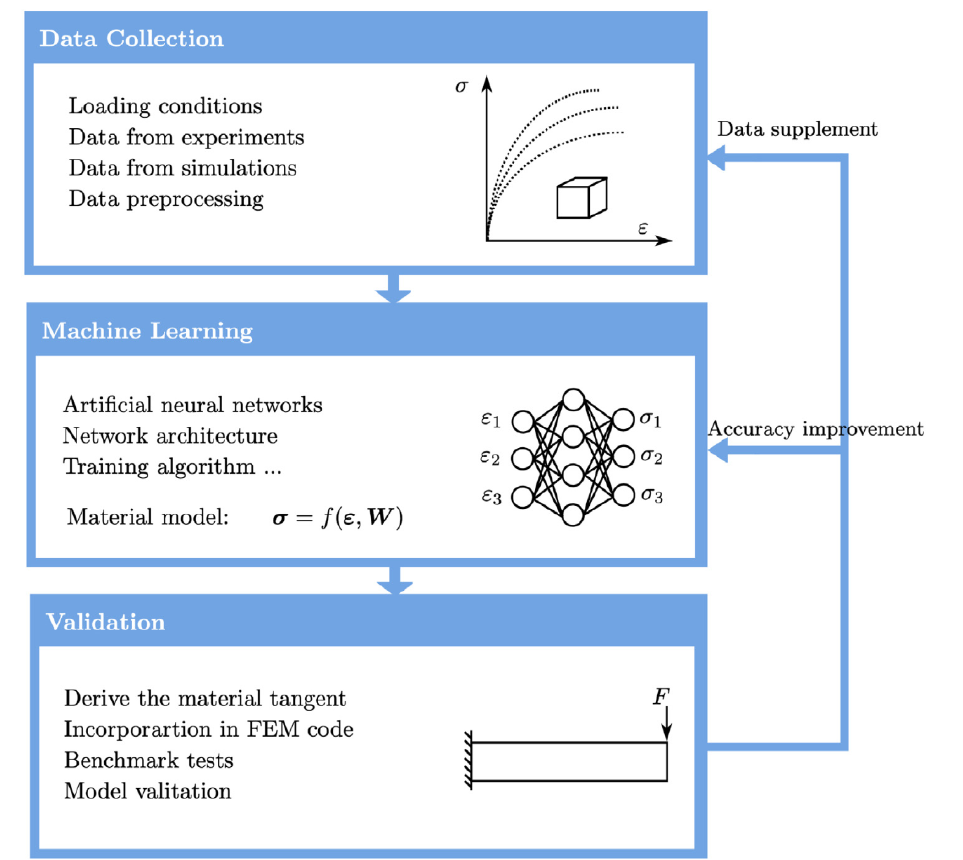 Data Collection
Loading conditions
Data from experiments
Data from simulations
Data preprocessing
σ
ε
Data supplement
Machine Learning
Artificial neural networks
Network architecture
Training algorithm ...
Material model: σ = f(ε, W)
ε1 σ1
ε2 σ2
ε3 σ3
Accuracy improvement
Validation
Derive the material tangent
Incorporartion in FEM code
Benchmark tests
Model valitation
F